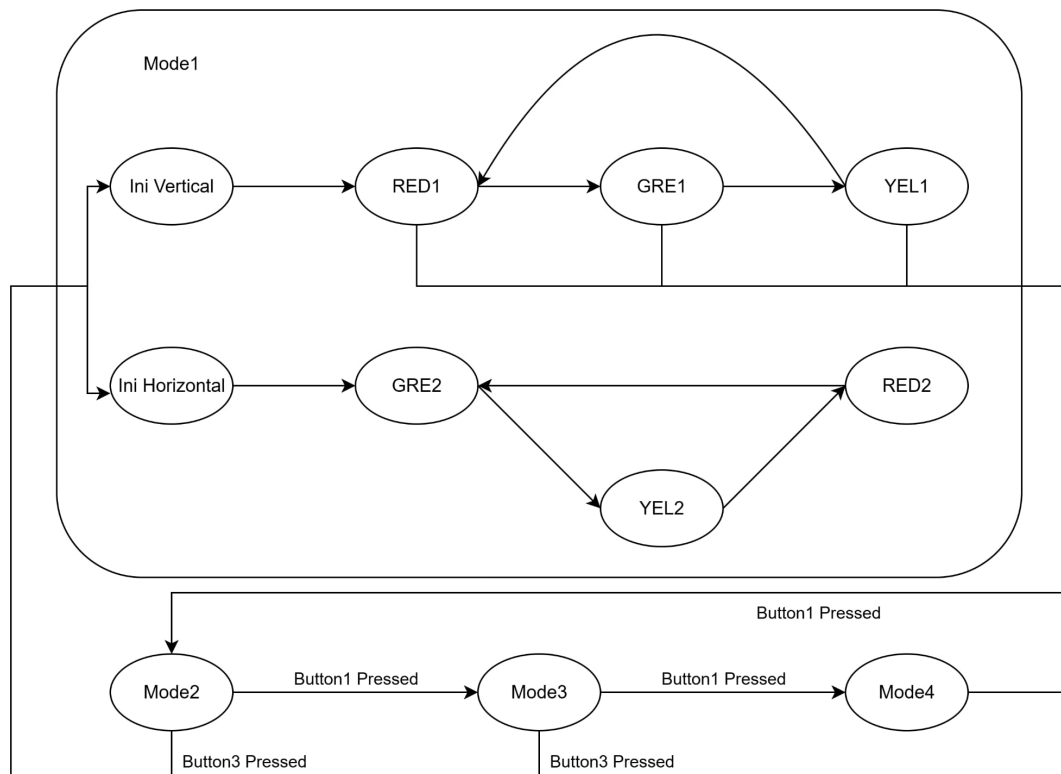 Mode1
Ini Vertical
RED1
GRE1
YEL1
Ini Horizontal
GRE2
RED2
YEL2
Button1 Pressed
Mode2
Button1 Pressed
Mode3
Button1 Pressed
Mode4
Button3 Pressed
Button3 Pressed